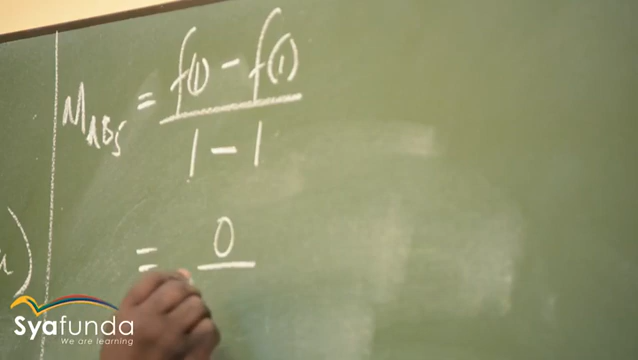 M_ABS = f(1) - f(1)
1 - 1
= 0
)
Syafunda
We are learning